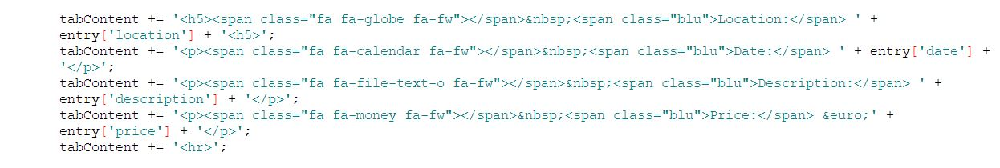 tabContent += '<h5><span class="fa fa-globe fa-fw"></span>&nbsp;<span class="blu">Location:</span> ' +
entry['location'] + '<h5>';
tabContent += '<p><span class="fa fa-calendar fa-fw"></span>&nbsp;<span class="blu">Date:</span> ' + entry['date'] +
'</p>';
tabContent += '<p><span class="fa fa-file-text-o fa-fw"></span>&nbsp;<span class="blu">Description:</span> ' +
entry['description'] + '</p>';
tabContent += '<p><span class="fa fa-money fa-fw"></span>&nbsp;<span class="blu">Price:</span> &euro;' +
entry['price'] + '</p>';
tabContent += '<hr>';